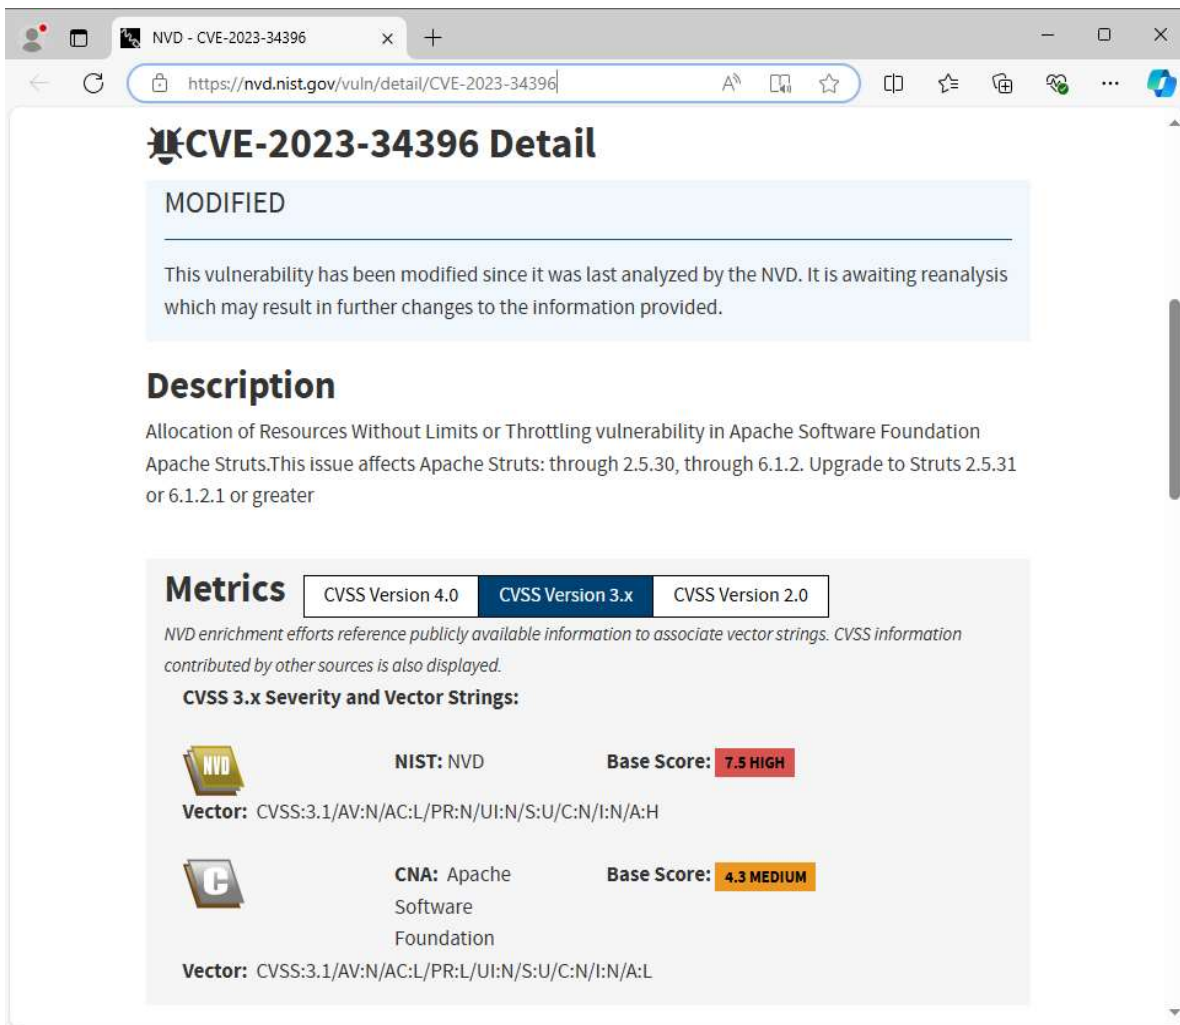 NVD - CVE-2023-34396
https://nvd.nist.gov/vuln/detail/CVE-2023-34396
CVE-2023-34396 Detail
MODIFIED
This vulnerability has been modified since it was last analyzed by the NVD. It is awaiting reanalysis
which may result in further changes to the information provided.
Description
Allocation of Resources Without Limits or Throttling vulnerability in Apache Software Foundation
Apache Struts.This issue affects Apache Struts: through 2.5.30, through 6.1.2. Upgrade to Struts 2.5.31
or 6.1.2.1 or greater
Metrics CVSS Version 4.0 CVSS Version 3.x CVSS Version 2.0
NVD enrichment efforts reference publicly available information to associate vector strings. CVSS information
contributed by other sources is also displayed.
CVSS 3.x Severity and Vector Strings:
NVD NIST: NVD Base Score: 7.5 HIGH
Vector: CVSS:3.1/AV:N/AC:L/PR:N/UI:N/S:U/C:N/I:N/A:H
C CNA: Apache Base Score: 4.3 MEDIUM
Software
Foundation
Vector: CVSS:3.1/AV:N/AC:L/PR:L/UI:N/S:U/C:N/I:N/A:L